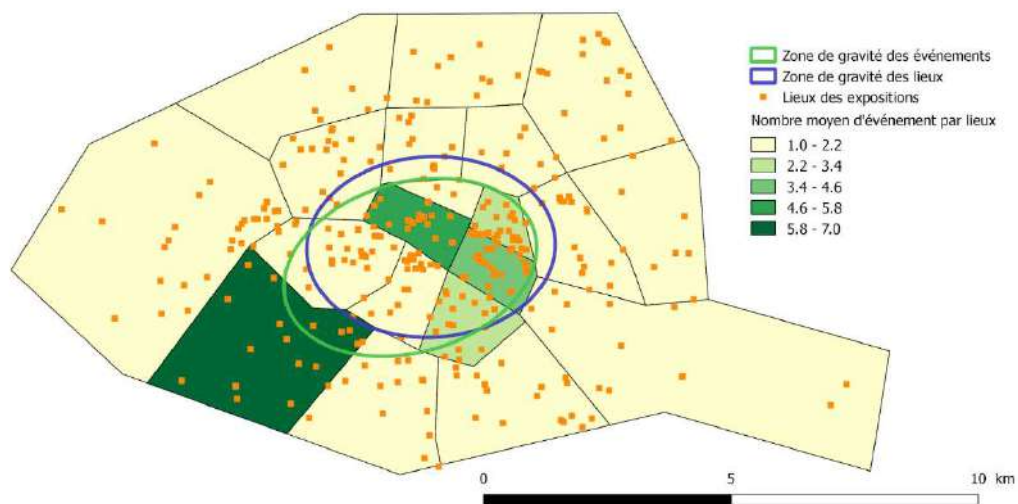 Zone de gravité des événements
Zone de gravité des lieux
Lieux des expositions
Nombre moyen d'événement par lieux
1.0 - 2.2
2.2 - 3.4
3.4 - 4.6
4.6 - 5.8
5.8 - 7.0
0 5 10 km